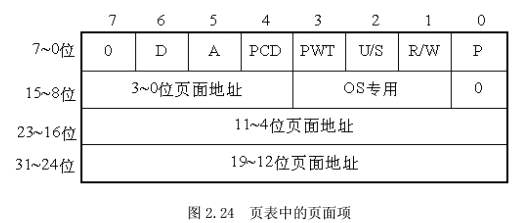 7 6 5 4 3 2 1 0
7~0位 0 D A PCD PWT U/S R/W P
15~8位 3~0位页面地址 OS专用 0
23~16位 11~4位页面地址
31~24位 19~12位页面地址
图 2.24 页表中的页面项